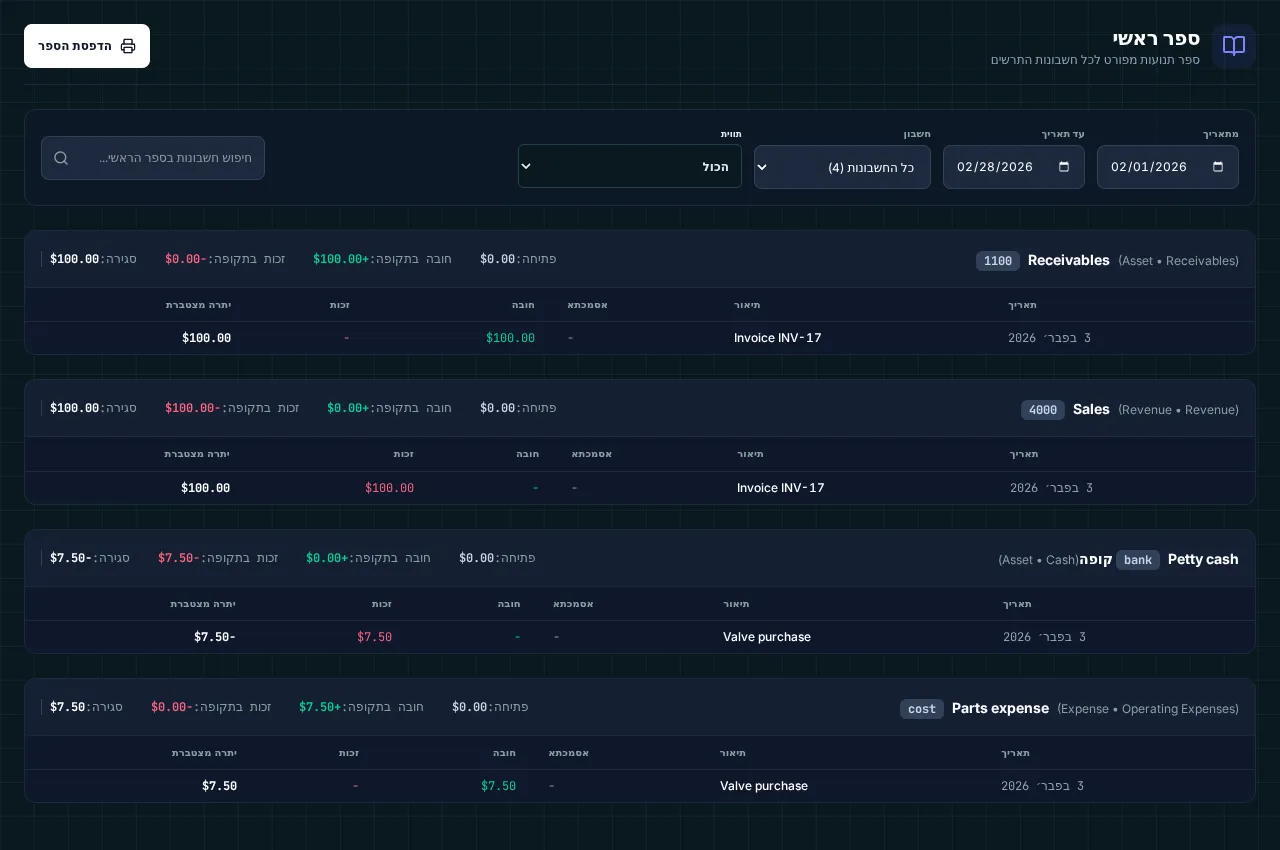 ספר ראשי
ספר תנועות מפורט לכל חשבונות התרשים
הדפסת הספר
מתאריך
עד תאריך
חשבון
תווית
02/01/2026
02/28/2026
כל החשבונות (4)
הכול
חיפוש חשבונות בספר הראשי...
1100 Receivables (Asset • Receivables)
פתיחה: $0.00 חובה בתקופה: +$100.00 זכות בתקופה: -$0.00 סגירה: $100.00
תאריך תיאור אסמכתא חובה זכות יתרה מצטברת
3 בפבר׳ 2026 Invoice INV-17 - $100.00 - $100.00
4000 Sales (Revenue • Revenue)
פתיחה: $0.00 חובה בתקופה: +$0.00 זכות בתקופה: -$100.00 סגירה: $100.00
תאריך תיאור אסמכתא חובה זכות יתרה מצטברת
3 בפבר׳ 2026 Invoice INV-17 - - $100.00 $100.00
Petty cash bank קופה (Asset • Cash)
פתיחה: $0.00 חובה בתקופה: +$0.00 זכות בתקופה: -$7.50 סגירה: -$7.50
תאריך תיאור אסמכתא חובה זכות יתרה מצטברת
3 בפבר׳ 2026 Valve purchase - - $7.50 -$7.50
cost Parts expense (Expense • Operating Expenses)
פתיחה: $0.00 חובה בתקופה: +$7.50 זכות בתקופה: -$0.00 סגירה: $7.50
תאריך תיאור אסמכתא חובה זכות יתרה מצטברת
3 בפבר׳ 2026 Valve purchase - $7.50 - $7.50